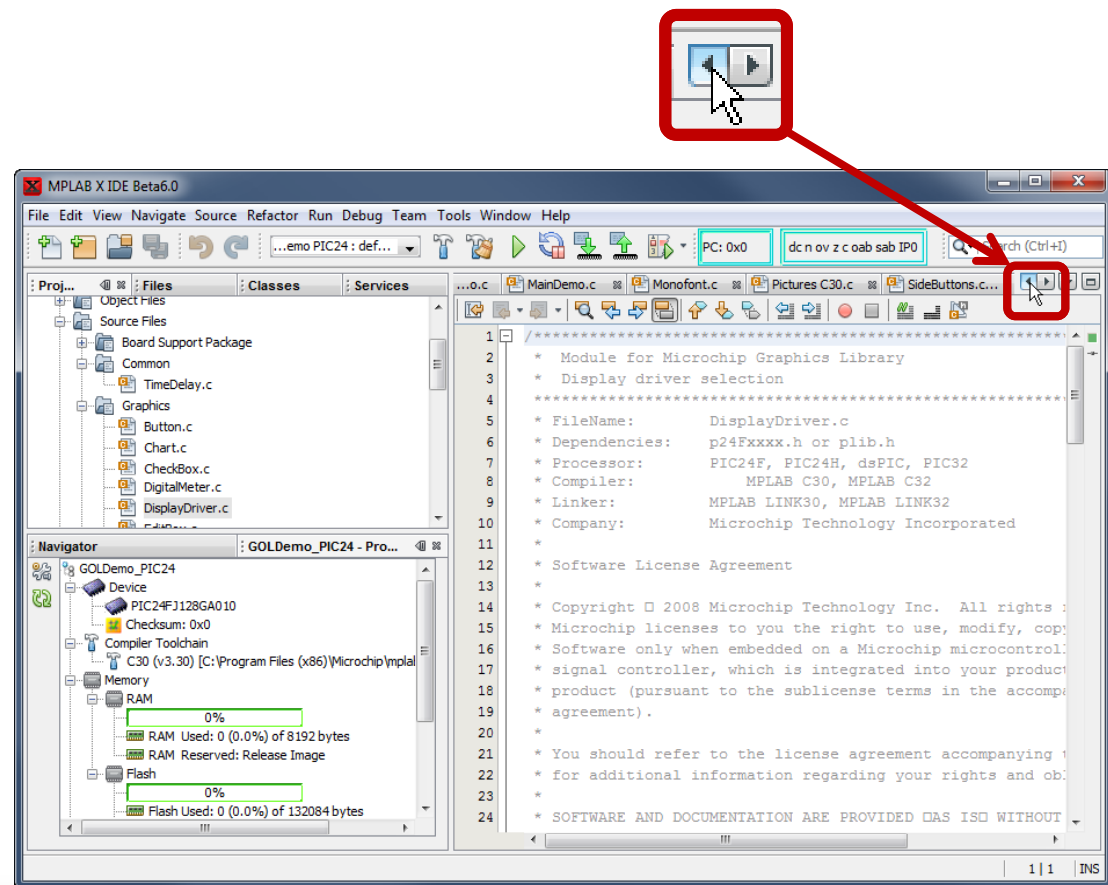 MPLAB X IDE Beta6.0
File Edit View Navigate Source Refactor Run Debug Team Tools Window Help
...emo PIC24 : def...
PC: 0x0
dc n ov z c oab sab IP0
(Ctrl+I)
Proj... Files Classes Services
Object Files
Source Files
Board Support Package
Common
TimeDelay.c
Graphics
Button.c
Chart.c
CheckBox.c
DigitalMeter.c
DisplayDriver.c
Navigator GOLDemo_PIC24 - Pro...
GOLDemo_PIC24
Device
PIC24FJ128GA010
Checksum: 0x0
Compiler Toolchain
C30 (v3.30) [C:\Program Files (x86)\Microchip\mplal
Memory
RAM
0%
RAM Used: 0 (0.0%) of 8192 bytes
RAM Reserved: Release Image
Flash
0%
Flash Used: 0 (0.0%) of 132084 bytes
...o.c MainDemo.c Monofont.c Pictures C30.c SideButtons.c...
1 /************************************************************
2 * Module for Microchip Graphics Library
3 * Display driver selection
4 ************************************************************
5 * FileName: DisplayDriver.c
6 * Dependencies: p24Fxxxx.h or plib.h
7 * Processor: PIC24F, PIC24H, dsPIC, PIC32
8 * Compiler: MPLAB C30, MPLAB C32
9 * Linker: MPLAB LINK30, MPLAB LINK32
10 * Company: Microchip Technology Incorporated
11 *
12 * Software License Agreement
13 *
14 * Copyright □ 2008 Microchip Technology Inc. All rights
15 * Microchip licenses to you the right to use, modify, copy
16 * Software only when embedded on a Microchip microcontrol
17 * signal controller, which is integrated into your product
18 * product (pursuant to the sublicense terms in the accompa
19 * agreement).
20 *
21 * You should refer to the license agreement accompanying
22 * for additional information regarding your rights and obl
23 *
24 * SOFTWARE AND DOCUMENTATION ARE PROVIDED □AS IS□ WITHOUT
1 | 1 INS